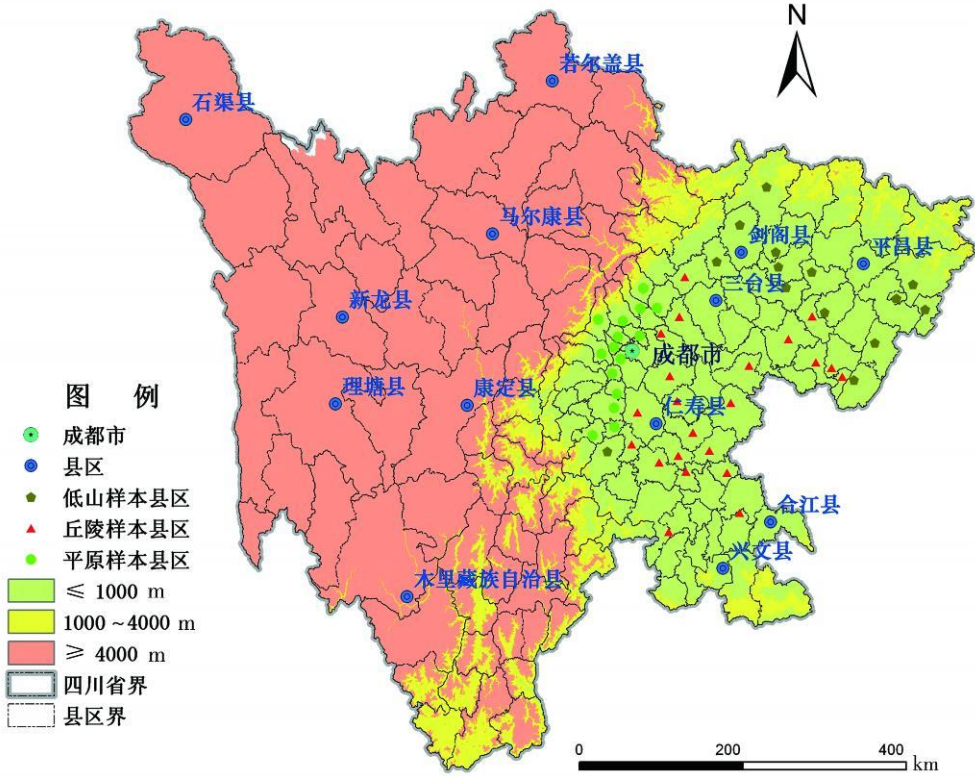 N
若尔盖县
石渠县
马尔康县
剑阁县
平昌县
三台县
新龙县
成都市
理塘县
康定县
仁寿县
合江县
兴文县
木里藏族自治县
图 例
成都市
县区
低山样本县区
丘陵样本县区
平原样本县区
≤ 1000 m
1000～4000 m
≥ 4000 m
四川省界
县区界
0 200 400 km